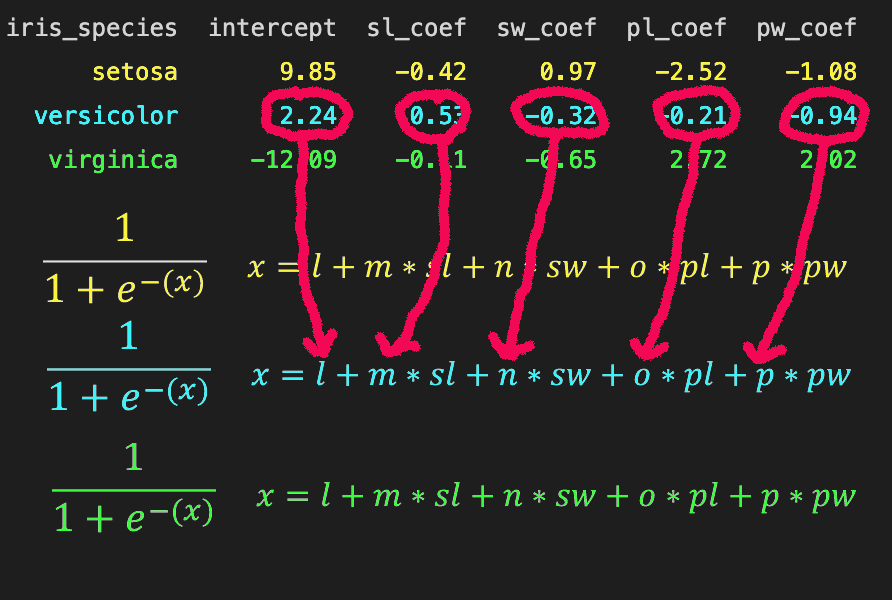 iris_species intercept sl_coef sw_coef pl_coef pw_coef
setosa 9.85 -0.42 0.97 -2.52 -1.08
versicolor 2.24 0.53 -0.32 -0.21 -0.94
virginica -12.09 -0.11 -0.65 2.72 2.02
1
1 + e−(x) x = l + m ∗ sl + n ∗ sw + o ∗ pl + p ∗ pw
1
1 + e−(x) x = l + m ∗ sl + n ∗ sw + o ∗ pl + p ∗ pw
1
1 + e−(x) x = l + m ∗ sl + n ∗ sw + o ∗ pl + p ∗ pw